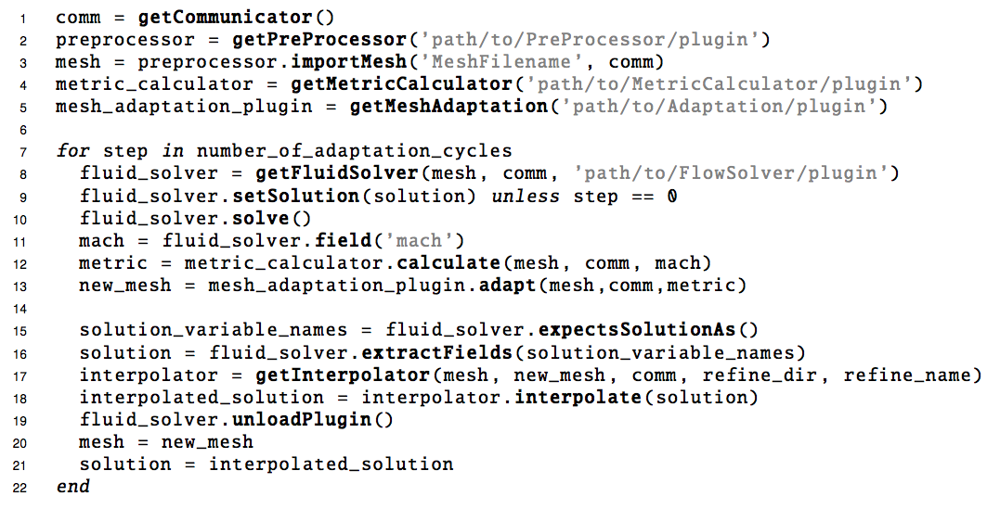 1 comm = getCommunicator()
2 preprocessor = getPreProcessor('path/to/PreProcessor/plugin')
3 mesh = preprocessor.importMesh('MeshFilename', comm)
4 metric_calculator = getMetricCalculator('path/to/MetricCalculator/plugin')
5 mesh_adaptation_plugin = getMeshAdaptation('path/to/Adaptation/plugin')
6
7 for step in number_of_adaptation_cycles
8   fluid_solver = getFluidSolver(mesh, comm, 'path/to/FlowSolver/plugin')
9   fluid_solver.setSolution(solution) unless step == 0
10   fluid_solver.solve()
11   mach = fluid_solver.field('mach')
12   metric = metric_calculator.calculate(mesh, comm, mach)
13   new_mesh = mesh_adaptation_plugin.adapt(mesh,comm,metric)
14
15   solution_variable_names = fluid_solver.expectsSolutionAs()
16   solution = fluid_solver.extractFields(solution_variable_names)
17   interpolator = getInterpolator(mesh, new_mesh, comm, refine_dir, refine_name)
18   interpolated_solution = interpolator.interpolate(solution)
19   fluid_solver.unloadPlugin()
20   mesh = new_mesh
21   solution = interpolated_solution
22 end